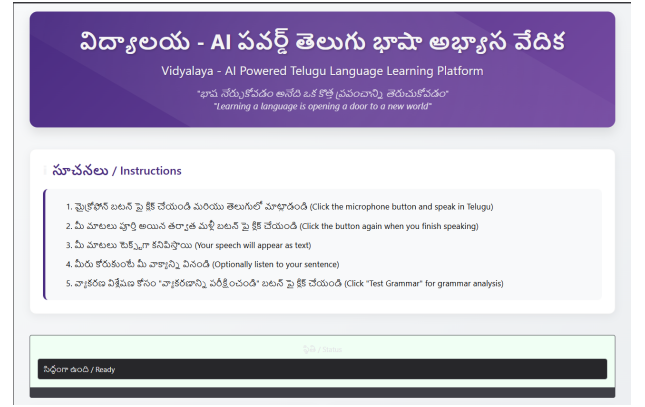 విద్యాలయ - AI పవర్డ్ తెలుగు భాషా అభ్యాస వేదిక
Vidyalaya - AI Powered Telugu Language Learning Platform
"భాష నేర్చుకోవడం అనేది ఒక కొత్త ప్రపంచాన్ని తెరుచుకోవడం"
"Learning a language is opening a door to a new world"
సూచనలు / Instructions
1. మైక్రోఫోన్ బటన్ పై క్లిక్ చేయండి మరియు తెలుగులో మాట్లాడండి (Click the microphone button and speak in Telugu)
2. మీ మాటలు పూర్తి అయిన తర్వాత మళ్లీ బటన్ పై క్లిక్ చేయండి (Click the button again when you finish speaking)
3. మీ మాటలు టెక్స్ట్‌గా కనిపిస్తాయి (Your speech will appear as text)
4. మీరు కోరుకుంటే మీ వాక్యాన్ని వినండి (Optionally listen to your sentence)
5. వ్యాకరణ విశ్లేషణ కోసం "వ్యాకరణాన్ని పరీక్షించండి" బటన్ పై క్లిక్ చేయండి (Click "Test Grammar" for grammar analysis)
స్థితి / Status
సిద్ధంగా ఉంది / Ready